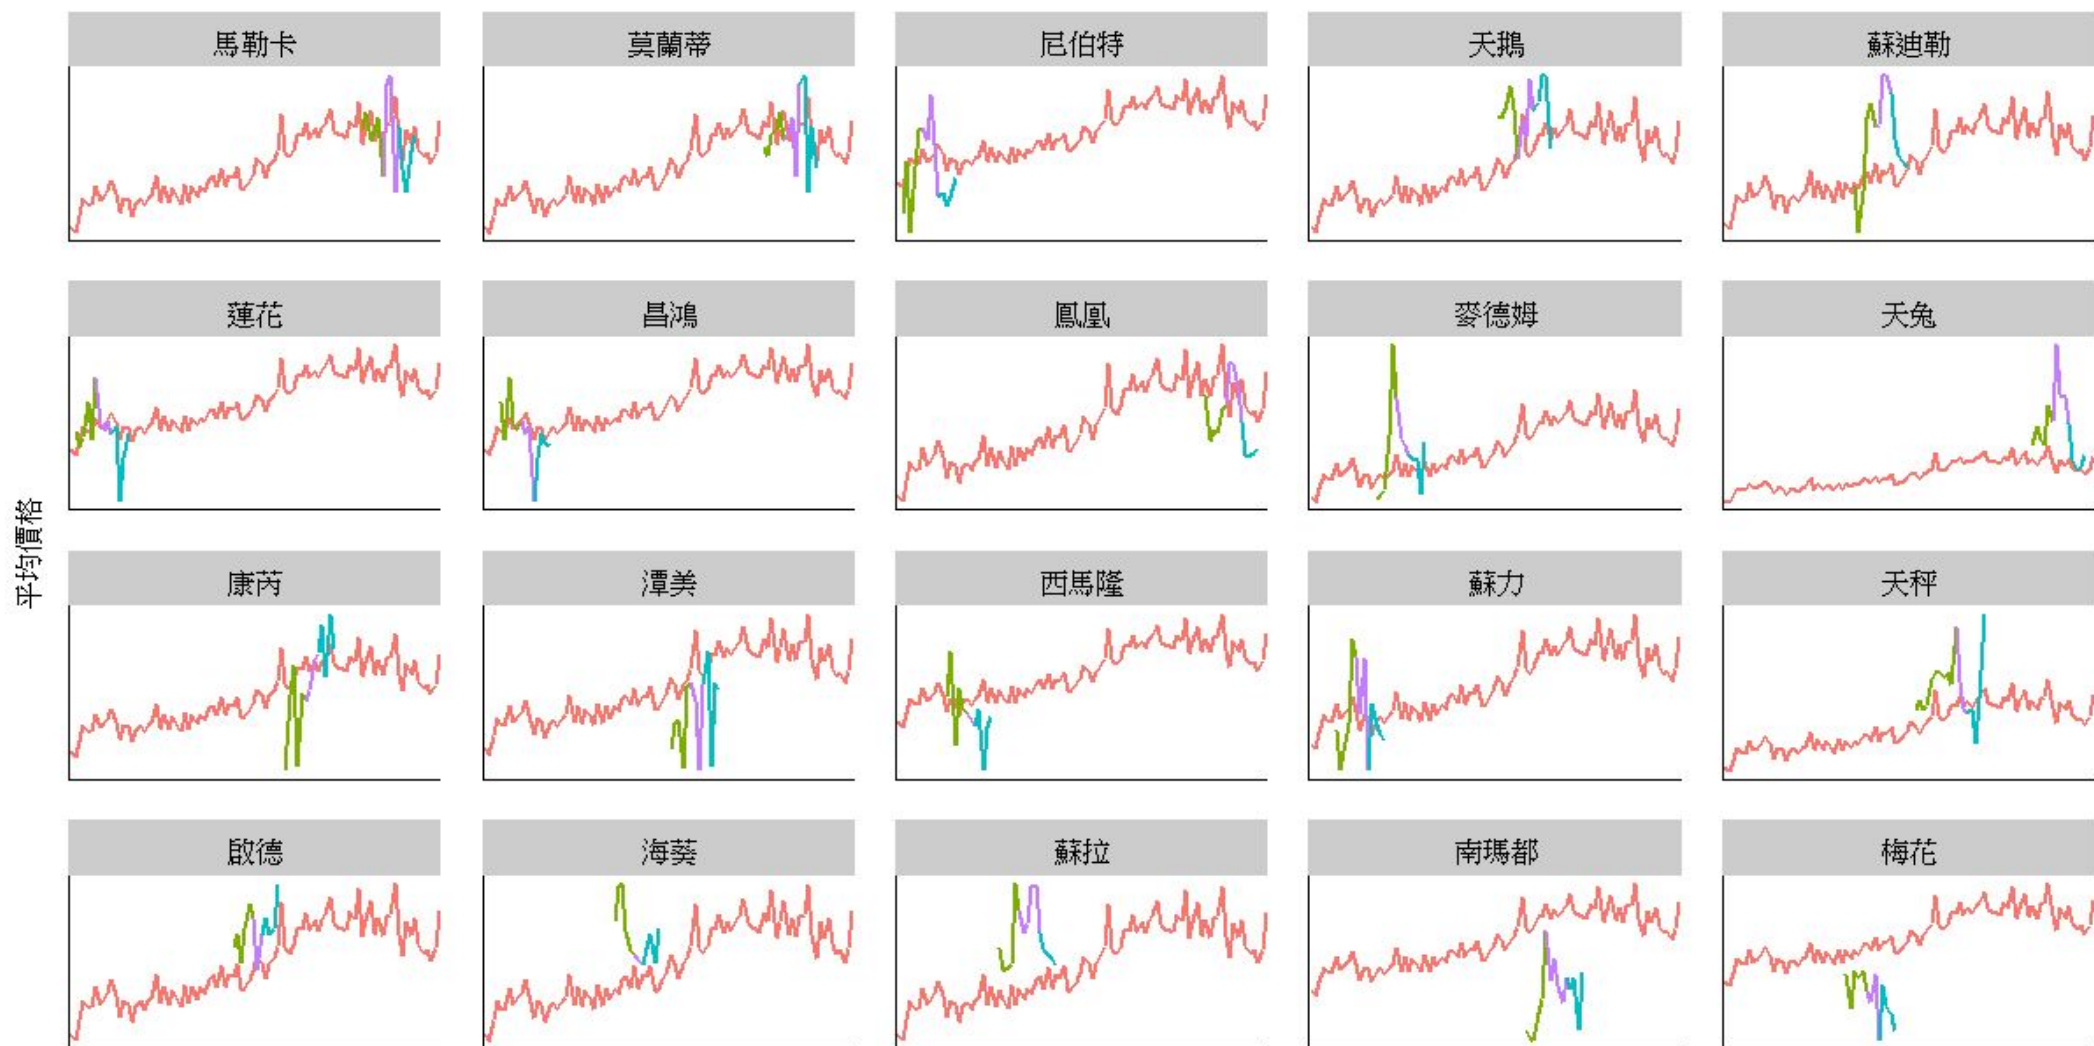 馬勒卡
莫蘭蒂
尼伯特
天鵝
蘇迪勒
蓮花
昌鴻
鳳凰
麥德姆
天兔
平均價格
康芮
潭美
西馬隆
蘇力
天秤
啟德
海葵
蘇拉
南瑪都
梅花